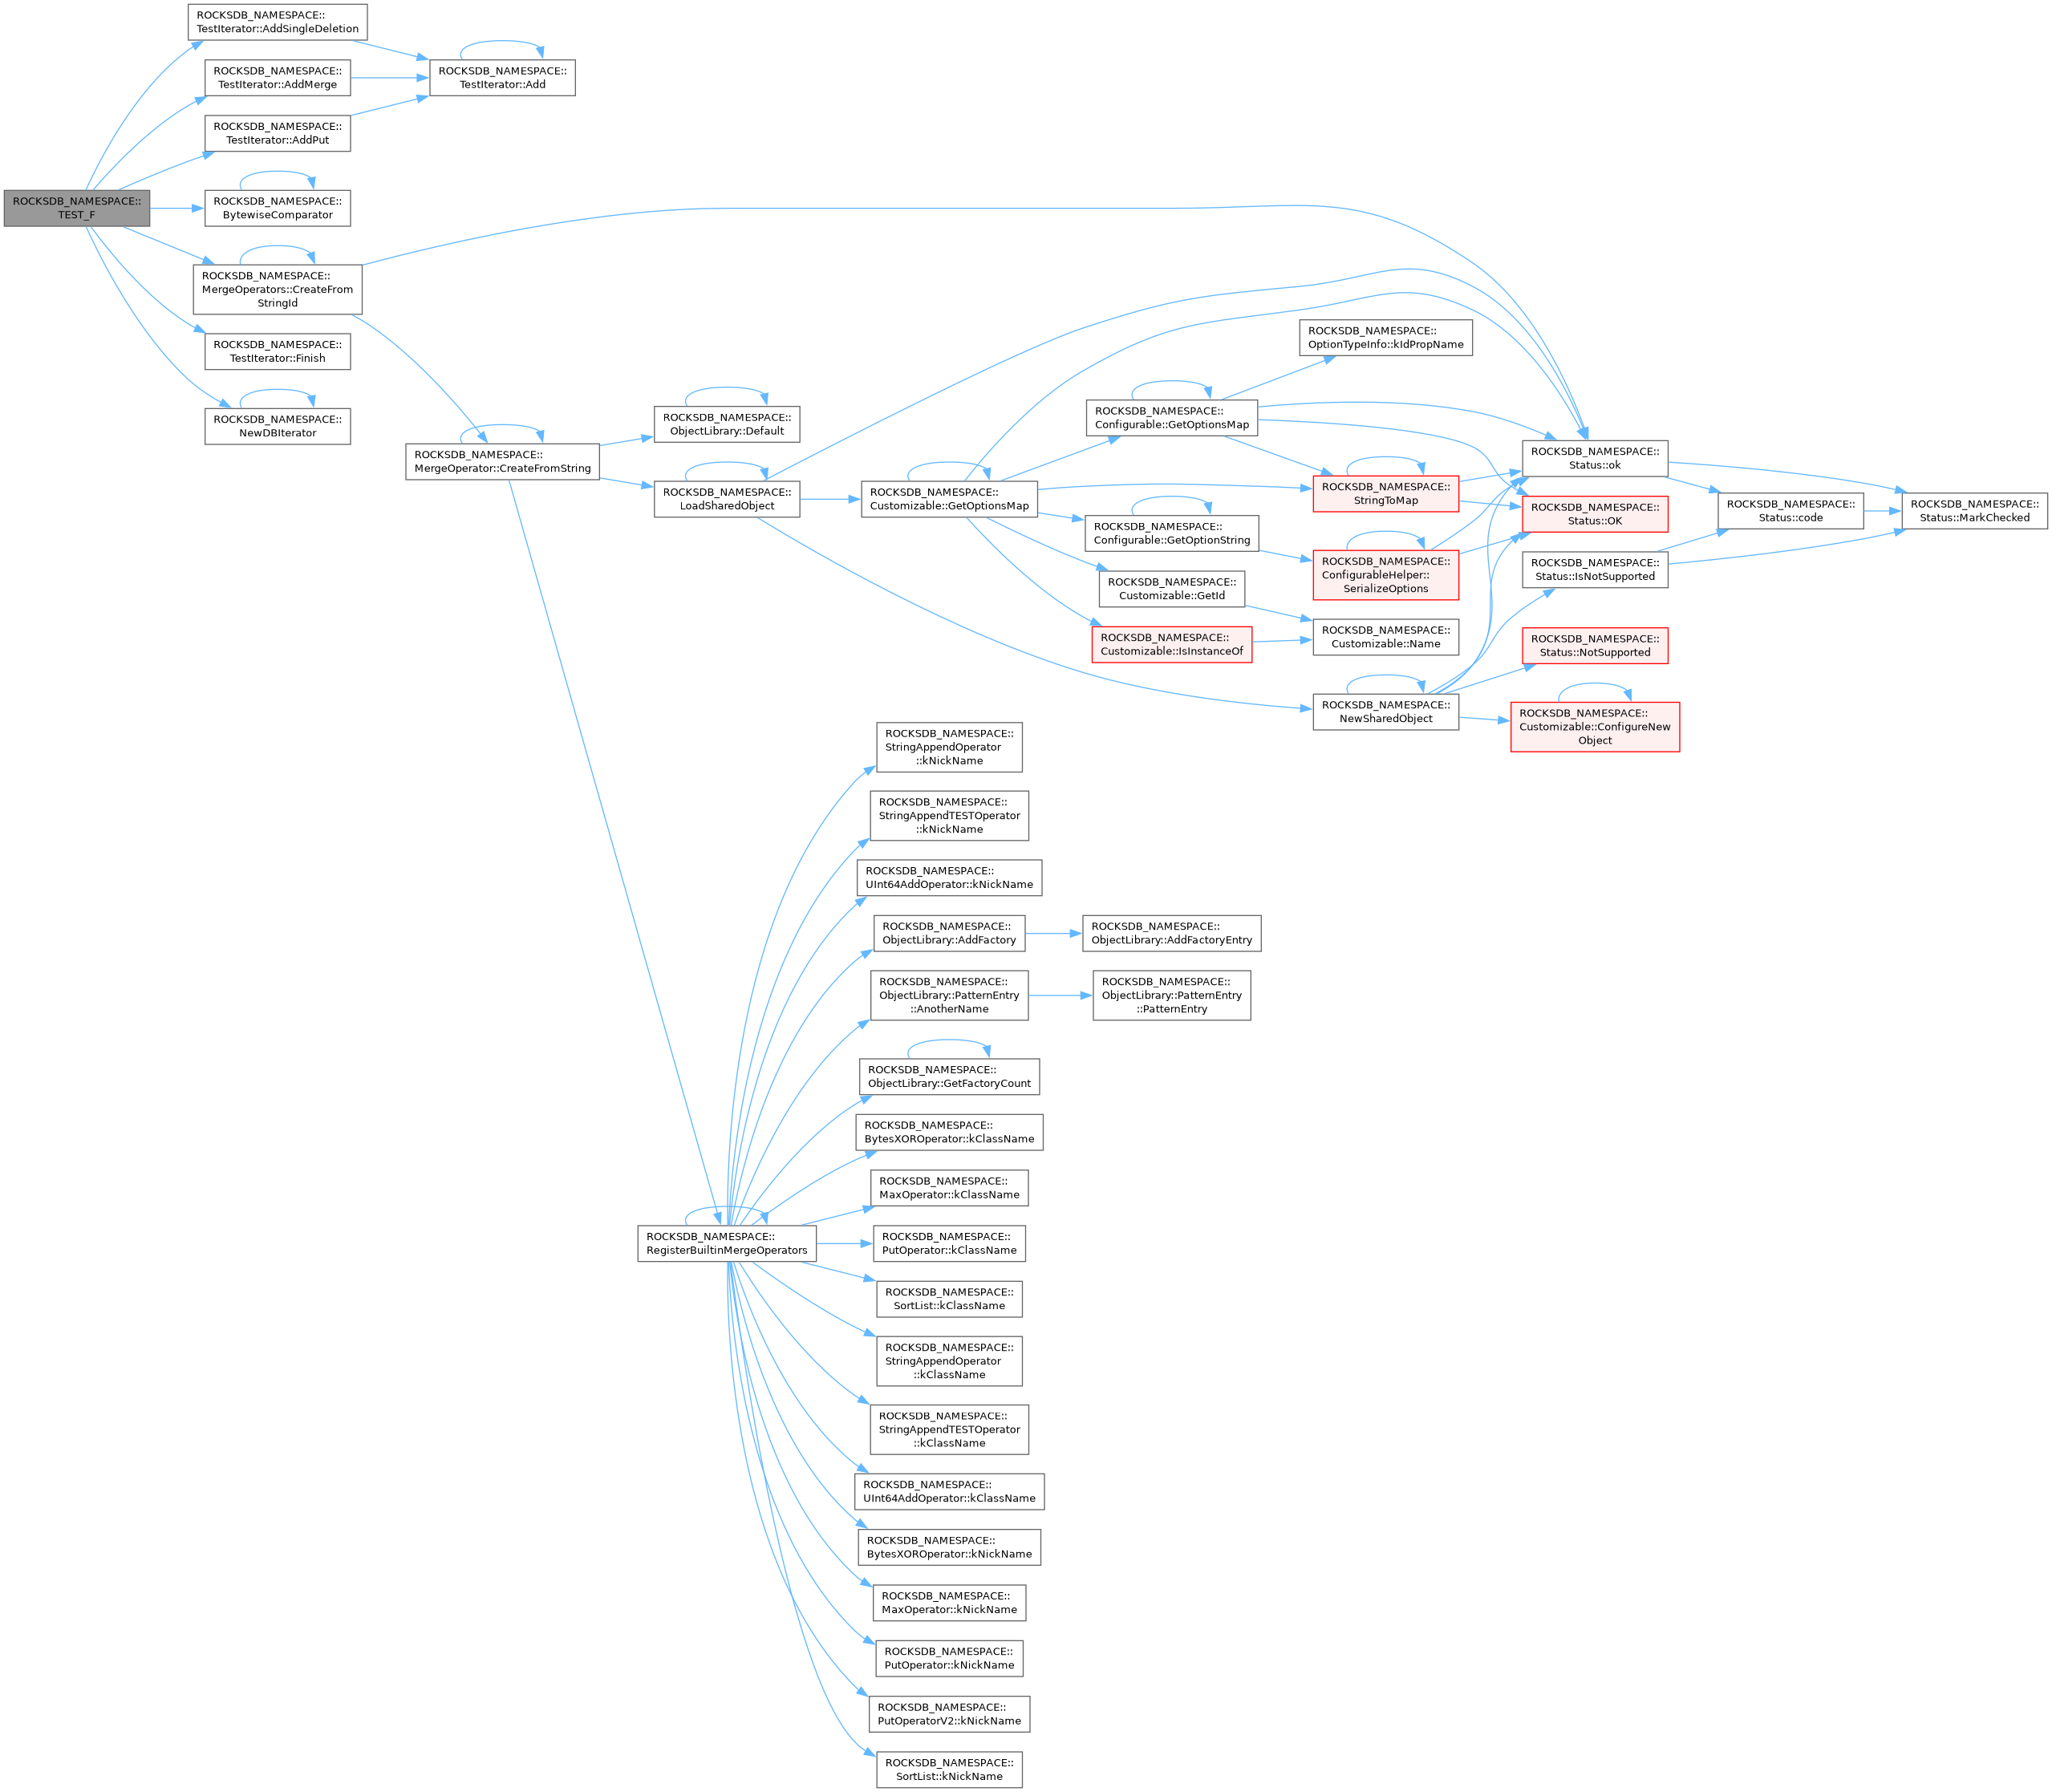 ROCKSDB_NAMESPACE::
TEST_F
ROCKSDB_NAMESPACE::
TestIterator::AddSingleDeletion
ROCKSDB_NAMESPACE::
TestIterator::AddMerge
ROCKSDB_NAMESPACE::
TestIterator::AddPut
ROCKSDB_NAMESPACE::
BytewiseComparator
ROCKSDB_NAMESPACE::
MergeOperators::CreateFrom
StringId
ROCKSDB_NAMESPACE::
TestIterator::Finish
ROCKSDB_NAMESPACE::
NewDBIterator
ROCKSDB_NAMESPACE::
TestIterator::Add
ROCKSDB_NAMESPACE::
MergeOperator::CreateFromString
ROCKSDB_NAMESPACE::
ObjectLibrary::Default
ROCKSDB_NAMESPACE::
LoadSharedObject
ROCKSDB_NAMESPACE::
RegisterBuiltinMergeOperators
ROCKSDB_NAMESPACE::
Customizable::GetOptionsMap
ROCKSDB_NAMESPACE::
Configurable::GetOptionsMap
ROCKSDB_NAMESPACE::
Configurable::GetOptionString
ROCKSDB_NAMESPACE::
Customizable::GetId
ROCKSDB_NAMESPACE::
Customizable::IsInstanceOf
ROCKSDB_NAMESPACE::
OptionTypeInfo::kIdPropName
ROCKSDB_NAMESPACE::
StringToMap
ROCKSDB_NAMESPACE::
ConfigurableHelper::
SerializeOptions
ROCKSDB_NAMESPACE::
Customizable::Name
ROCKSDB_NAMESPACE::
NewSharedObject
ROCKSDB_NAMESPACE::
Status::ok
ROCKSDB_NAMESPACE::
Status::OK
ROCKSDB_NAMESPACE::
Status::IsNotSupported
ROCKSDB_NAMESPACE::
Status::NotSupported
ROCKSDB_NAMESPACE::
Customizable::ConfigureNew
Object
ROCKSDB_NAMESPACE::
Status::code
ROCKSDB_NAMESPACE::
Status::MarkChecked
ROCKSDB_NAMESPACE::
StringAppendOperator
::kNickName
ROCKSDB_NAMESPACE::
StringAppendTESTOperator
::kNickName
ROCKSDB_NAMESPACE::
UInt64AddOperator::kNickName
ROCKSDB_NAMESPACE::
ObjectLibrary::AddFactory
ROCKSDB_NAMESPACE::
ObjectLibrary::AddFactoryEntry
ROCKSDB_NAMESPACE::
ObjectLibrary::PatternEntry
::AnotherName
ROCKSDB_NAMESPACE::
ObjectLibrary::PatternEntry
::PatternEntry
ROCKSDB_NAMESPACE::
ObjectLibrary::GetFactoryCount
ROCKSDB_NAMESPACE::
BytesXOROperator::kClassName
ROCKSDB_NAMESPACE::
MaxOperator::kClassName
ROCKSDB_NAMESPACE::
PutOperator::kClassName
ROCKSDB_NAMESPACE::
SortList::kClassName
ROCKSDB_NAMESPACE::
StringAppendOperator
::kClassName
ROCKSDB_NAMESPACE::
StringAppendTESTOperator
::kClassName
ROCKSDB_NAMESPACE::
UInt64AddOperator::kClassName
ROCKSDB_NAMESPACE::
BytesXOROperator::kNickName
ROCKSDB_NAMESPACE::
MaxOperator::kNickName
ROCKSDB_NAMESPACE::
PutOperator::kNickName
ROCKSDB_NAMESPACE::
PutOperatorV2::kNickName
ROCKSDB_NAMESPACE::
SortList::kNickName